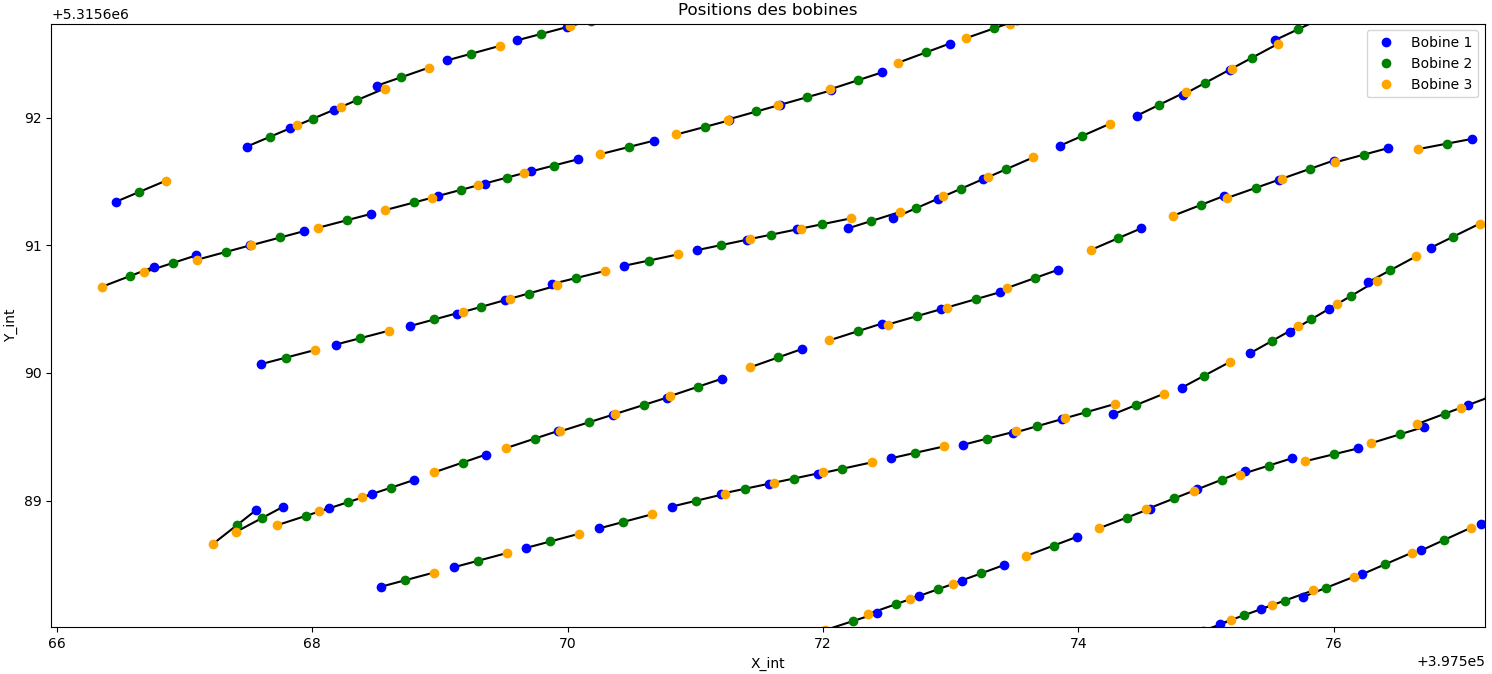 Positions des bobines
+5.3156e6
Bobine 1
Bobine 2
Bobine 3
92
91
90
89
Y_int
66 68 70 72 74 76
X_int
+3.975e5